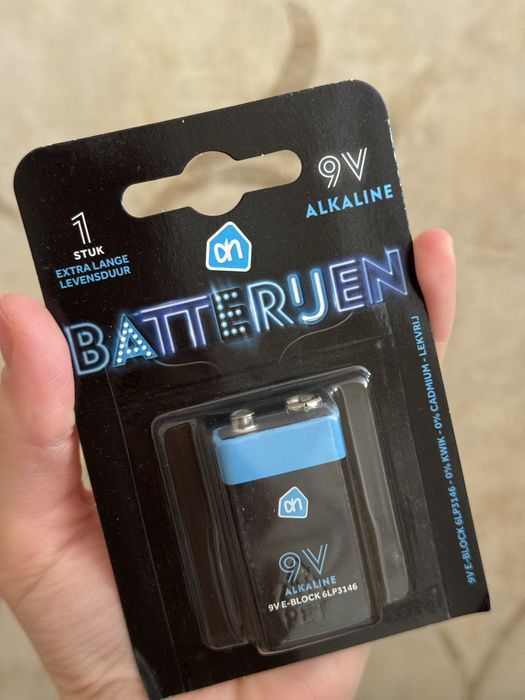 1
STUK
EXTRA LANGE
LEVENSDUUR
9V
ALKALINE
ah
BATTERIJEN
ah
9V
ALKALINE
9V E-BLOCK 6LP3146
9V E-BLOCK 6LP3146 - 0% KWIK - 0% CADMIUM - LEKVRIJ